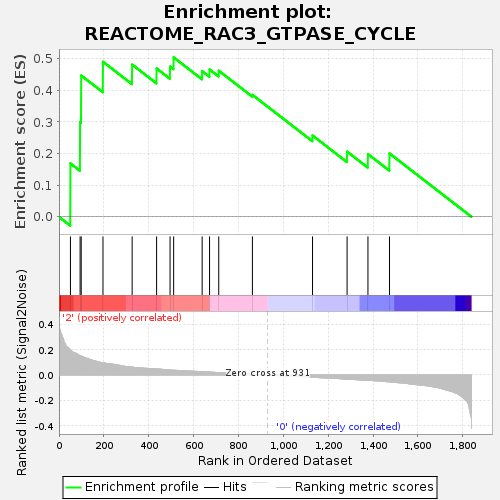 Enrichment plot:
REACTOME_RAC3_GTPASE_CYCLE
Enrichment score (ES)
0.5
0.4
0.3
0.2
0.1
0.0
'2' (positively correlated)
Ranked list metric (Signal2Noise)
0.4
0.2
0.0
-0.2
-0.4
Zero cross at 931
'0' (negatively correlated)
0 200 400 600 800 1,000 1,200 1,400 1,600 1,800
Rank in Ordered Dataset
Enrichment profile Hits Ranking metric scores